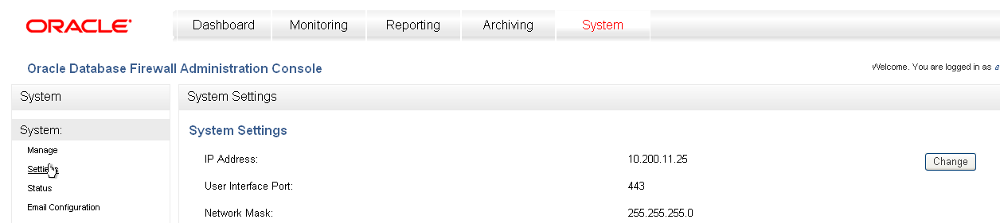 ORACLE
Dashboard Monitoring Reporting Archiving System
Oracle Database Firewall Administration Console
Welcome. You are logged in as
System
System Settings
System:
Manage
Settings
Status
Email Configuration
System Settings
IP Address: 10.200.11.25 Change
User Interface Port: 443
Network Mask: 255.255.255.0